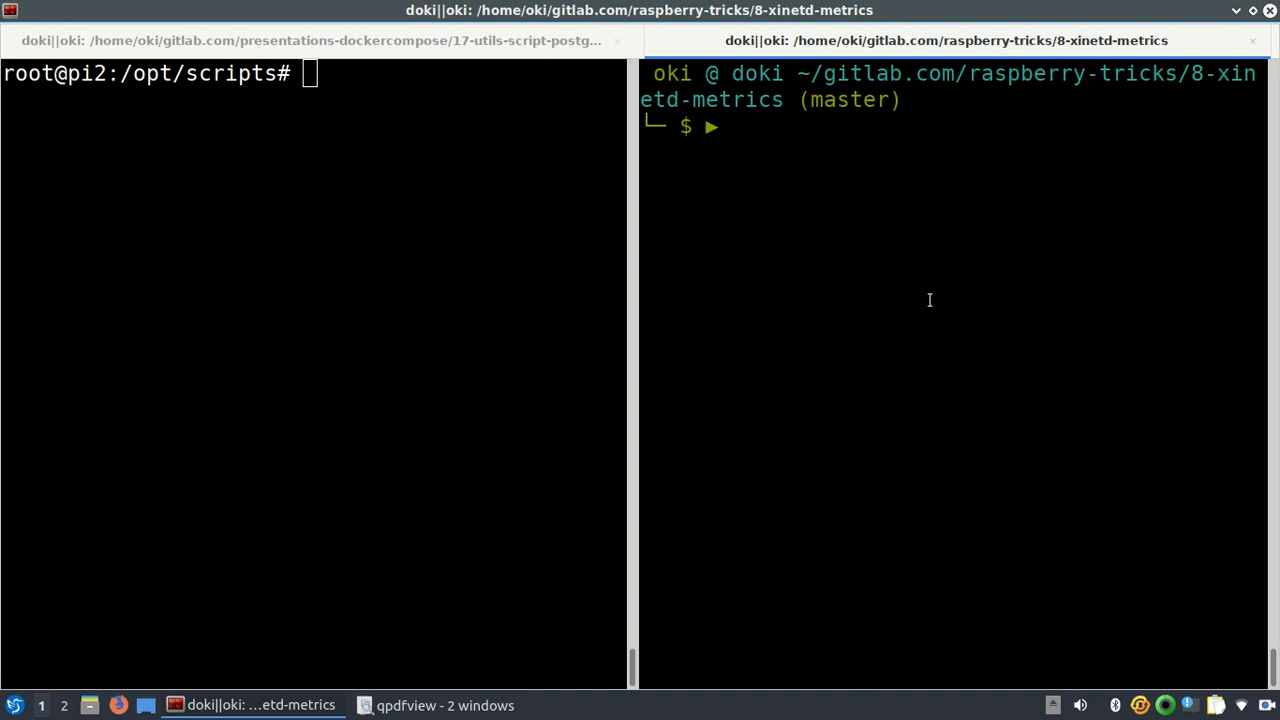 doki||oki: /home/oki/gitlab.com/raspberry-tricks/8-xinetd-metrics
doki||oki: /home/oki/gitlab.com/presentations-dockercompose/17-utils-script-postg...
doki||oki: /home/oki/gitlab.com/raspberry-tricks/8-xinetd-metrics
root@pi2:/opt/scripts#
oki @ doki ~/gitlab.com/raspberry-tricks/8-xin
etd-metrics (master)
└─ $ ▶
1 2 doki||oki: ...etd-metrics qpdfview - 2 windows